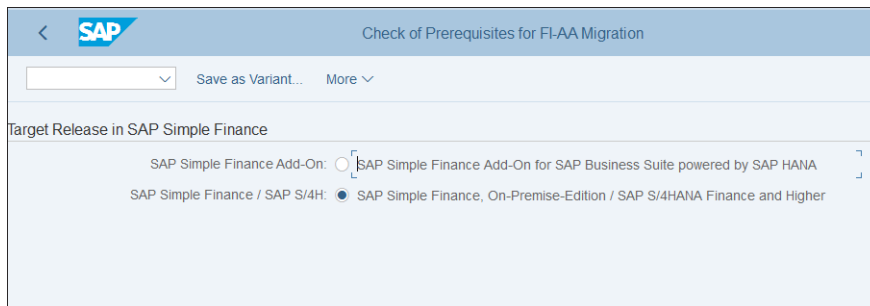 SAP Check of Prerequisites for FI-AA Migration
Save as Variant... More
Target Release in SAP Simple Finance
SAP Simple Finance Add-On: SAP Simple Finance Add-On for SAP Business Suite powered by SAP HANA
SAP Simple Finance / SAP S/4H: SAP Simple Finance, On-Premise-Edition / SAP S/4HANA Finance and Higher